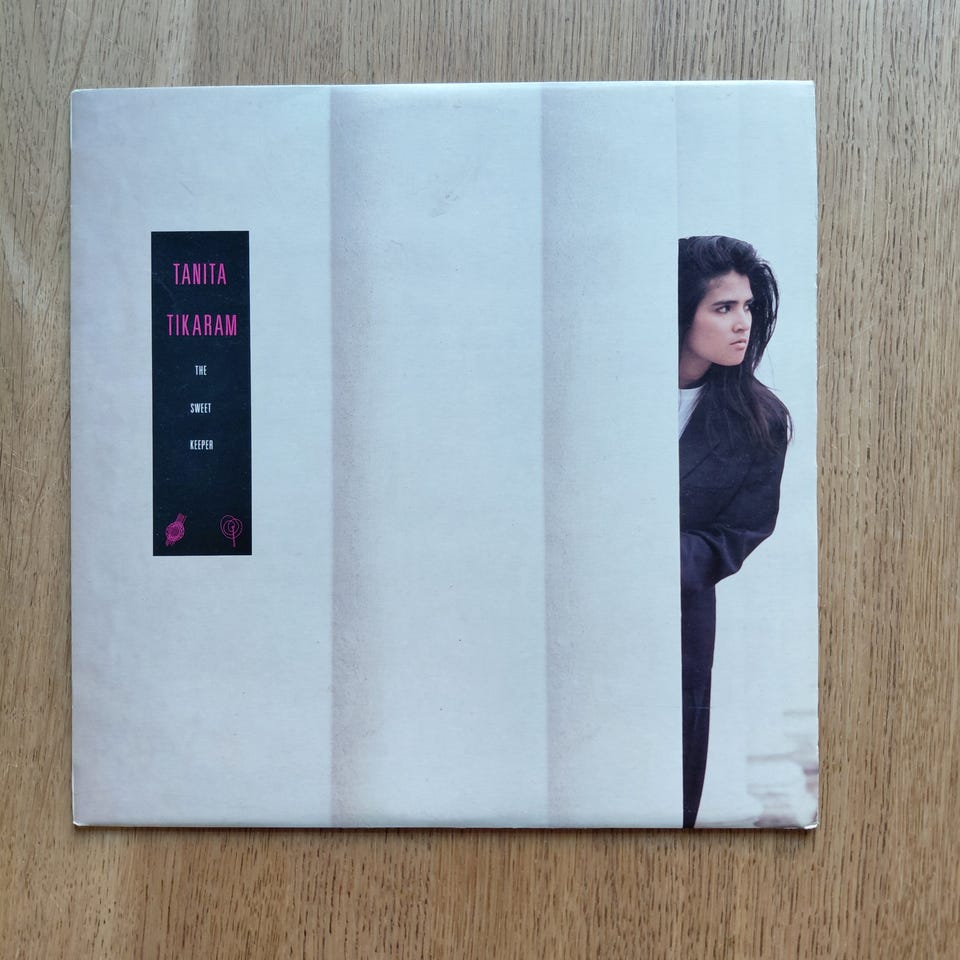 TANITA
TIKARAM
THE
SWEET
KEEPER